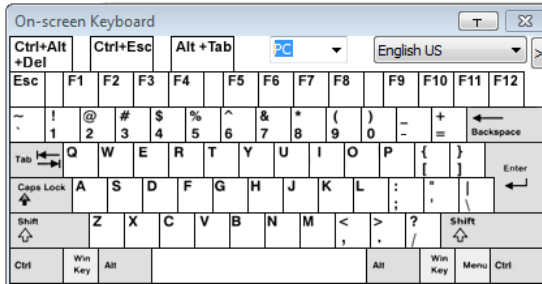 On-screen Keyboard
Ctrl+Alt +Del Ctrl+Esc Alt +Tab PC English US >
Esc F1 F2 F3 F4 F5 F6 F7 F8 F9 F10 F11 F12
~ ! @ # $ % ^ & * ( ) _ +
` 1 2 3 4 5 6 7 8 9 0 - = Backspace
Tab Q W E R T Y U I O P { }
[ ] Enter
Caps Lock A S D F G H J K L : " |
; ' \
Shift Z X C V B N M < > ? Shift
, . /
Ctrl Win Key Alt Alt Win Key Menu Ctrl